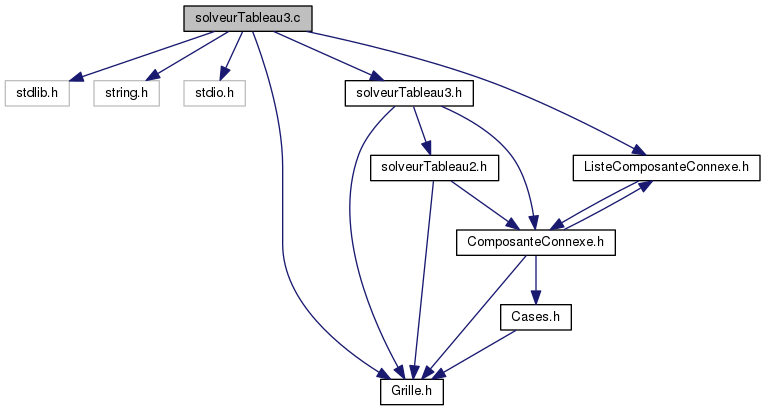 solveurTableau3.c
stdlib.h
string.h
stdio.h
solveurTableau3.h
solveurTableau2.h
ListeComposanteConnexe.h
ComposanteConnexe.h
Cases.h
Grille.h